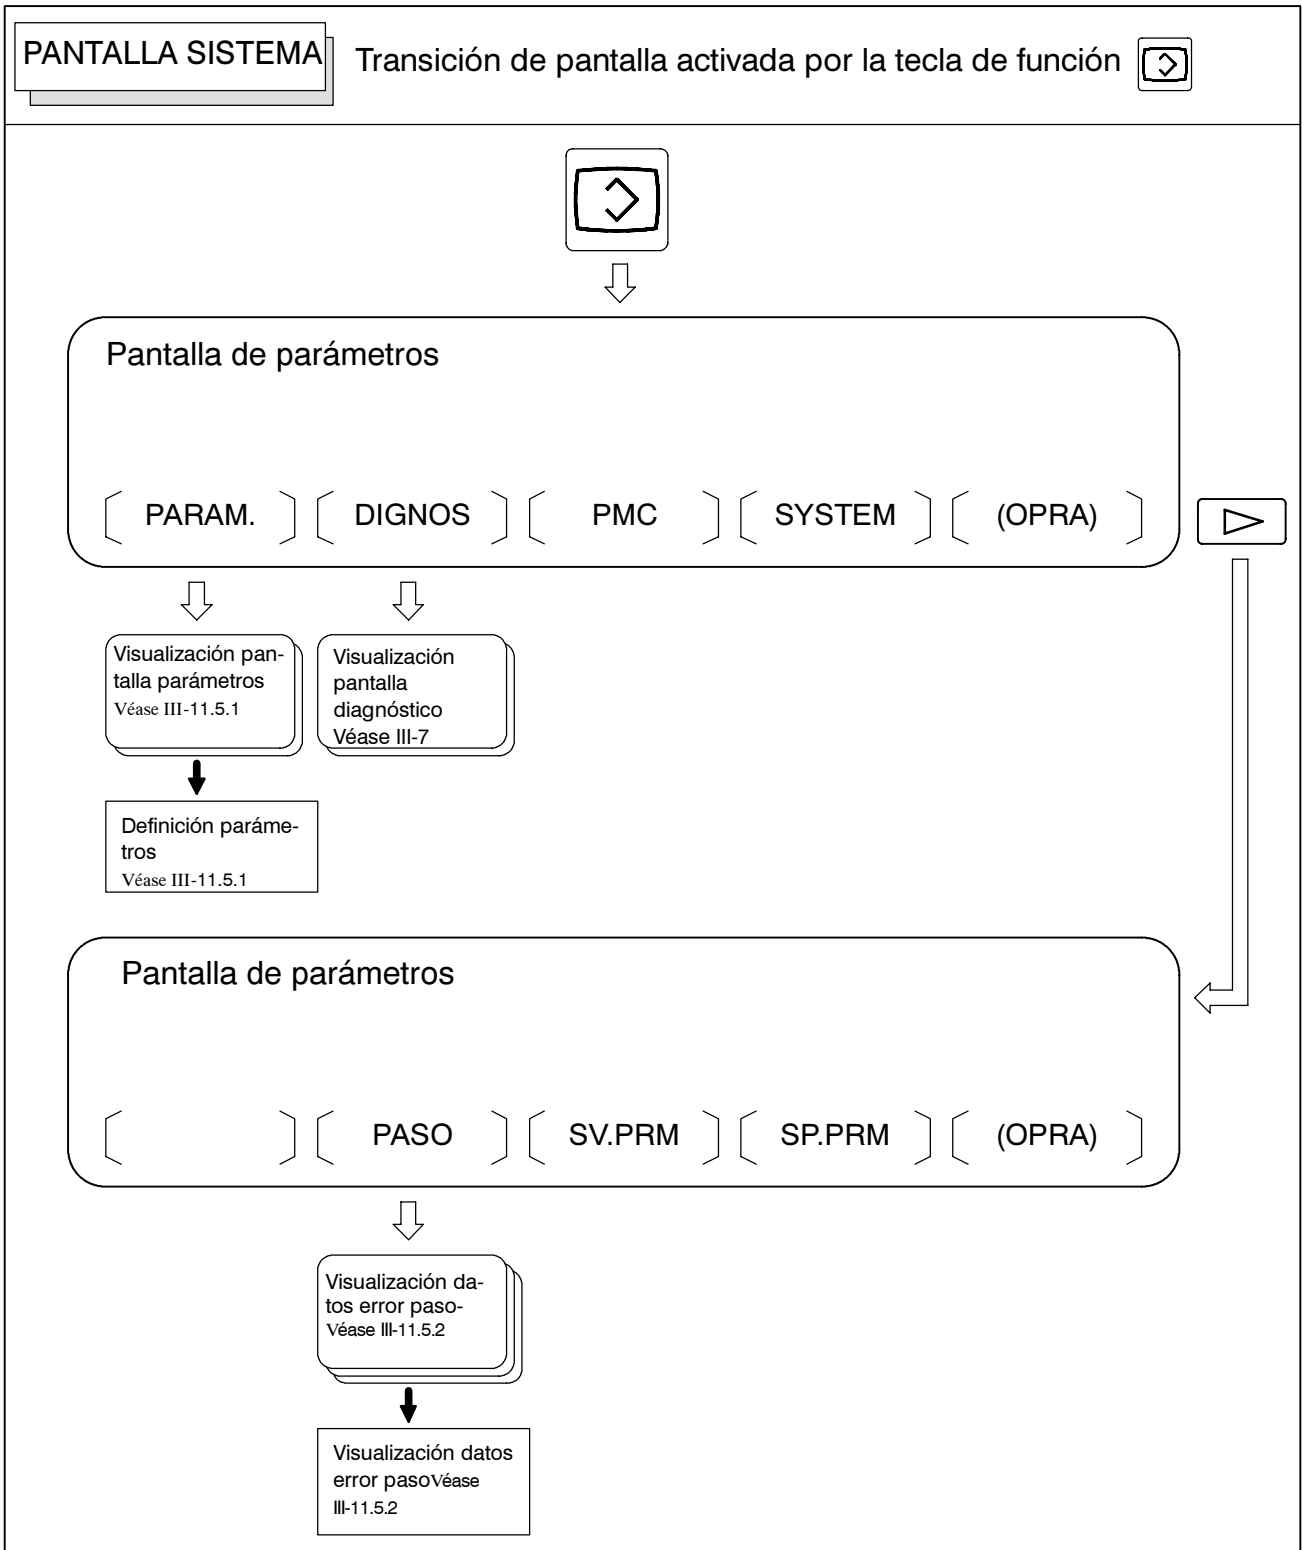 PANTALLA SISTEMA
Transición de pantalla activada por la tecla de función
Pantalla de parámetros
PARAM.
DIGNOS
PMC
SYSTEM
(OPRA)
Visualización pan-
talla parámetros
Véase III-11.5.1
Visualización
pantalla
diagnóstico
Véase III-7
Definición paráme-
tros
Véase III-11.5.1
Pantalla de parámetros
PASO
SV.PRM
SP.PRM
(OPRA)
Visualización da-
tos error paso-
Véase III-11.5.2
Visualización datos
error pasoVéase
III-11.5.2